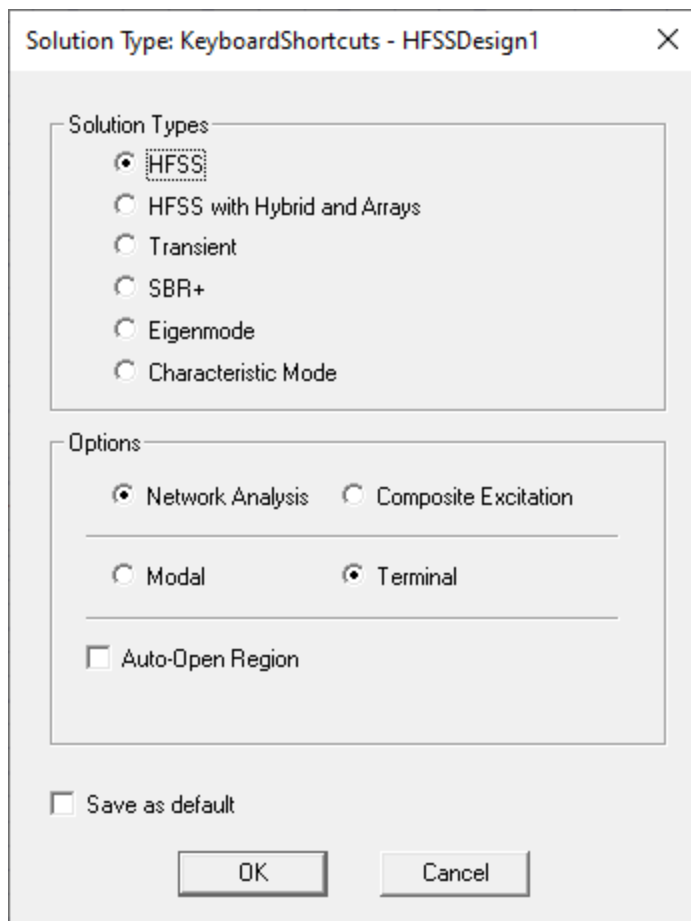 Solution Type: KeyboardShortcuts - HFSSDesign1
Solution Types
HFSS
HFSS with Hybrid and Arrays
Transient
SBR+
Eigenmode
Characteristic Mode
Options
Network Analysis Composite Excitation
Modal Terminal
Auto-Open Region
Save as default
OK Cancel